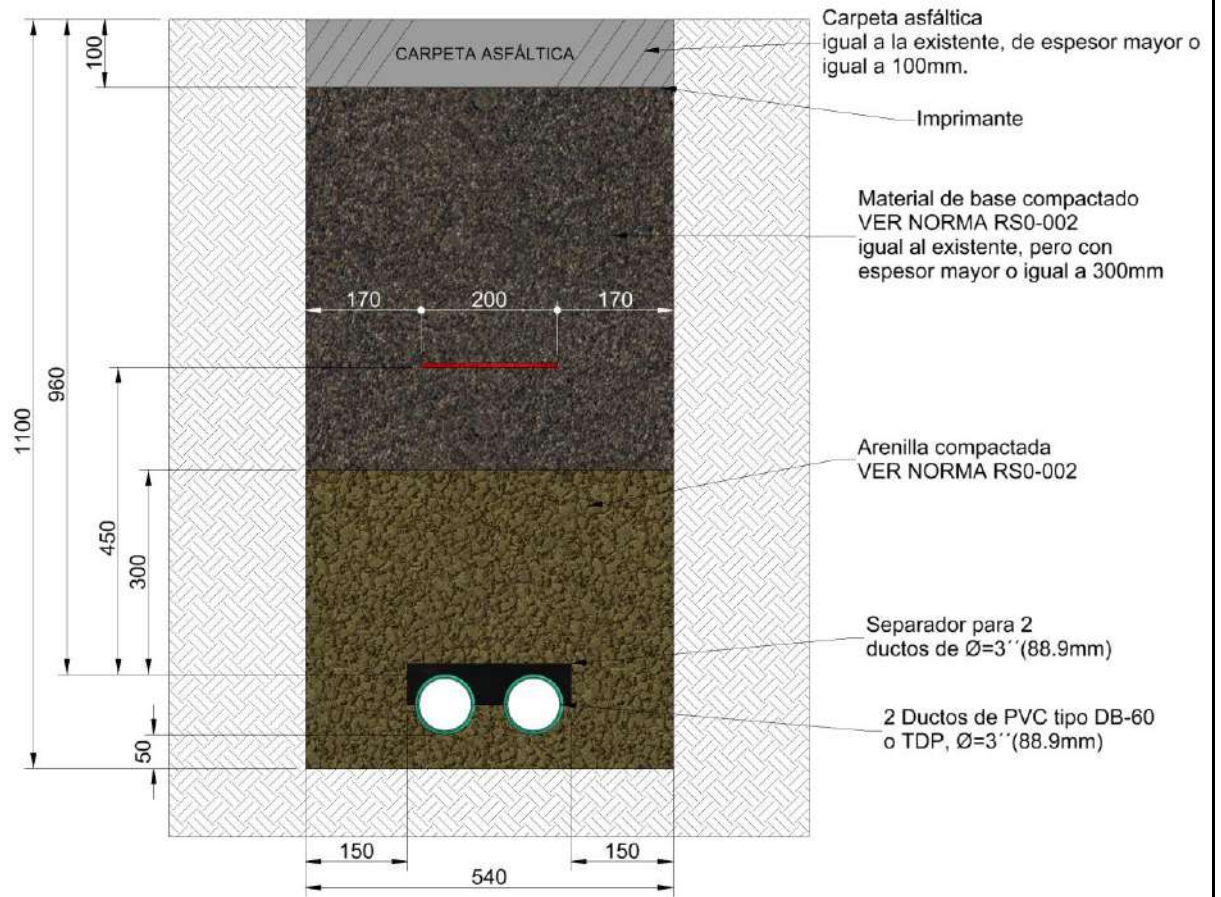 Carpeta asfáltica
igual a la existente, de espesor mayor o
igual a 100mm.
CARPETA ASFÁLTICA
100
Imprimante
Material de base compactado
VER NORMA RS0-002
igual al existente, pero con
espesor mayor o igual a 300mm
170 200 170
960
1100
Arenilla compactada
VER NORMA RS0-002
450
300
Separador para 2
ductos de Ø=3´´(88.9mm)
2 Ductos de PVC tipo DB-60
o TDP, Ø=3´´(88.9mm)
50
150 150
540